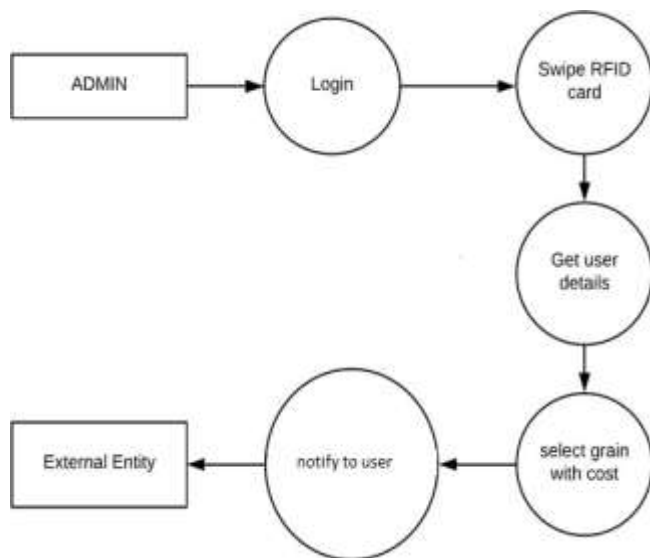 ADMIN
Login
Swipe RFID
card
Get user
details
select grain
with cost
notify to user
External Entity